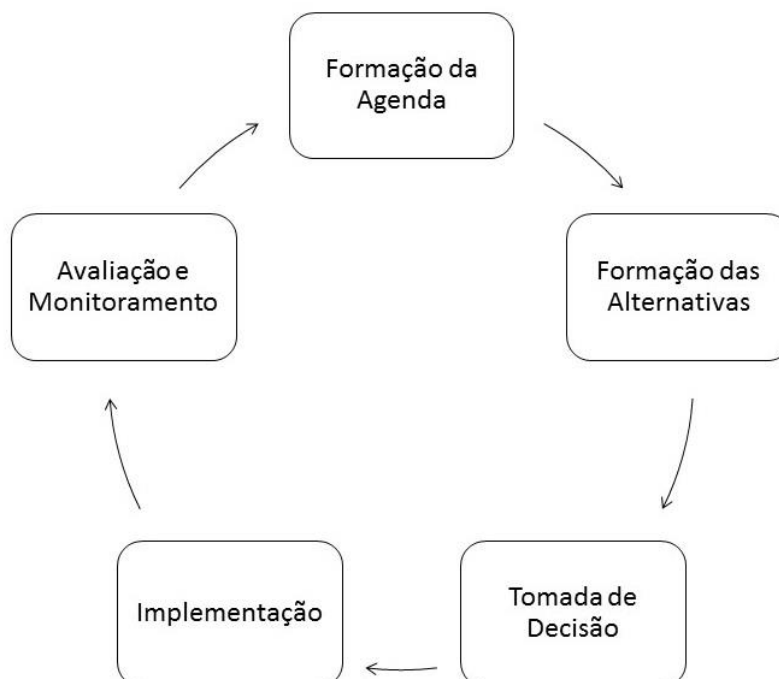 Formação da
Agenda
Formação das
Alternativas
Tomada de
Decisão
Implementação
Avaliação e
Monitoramento